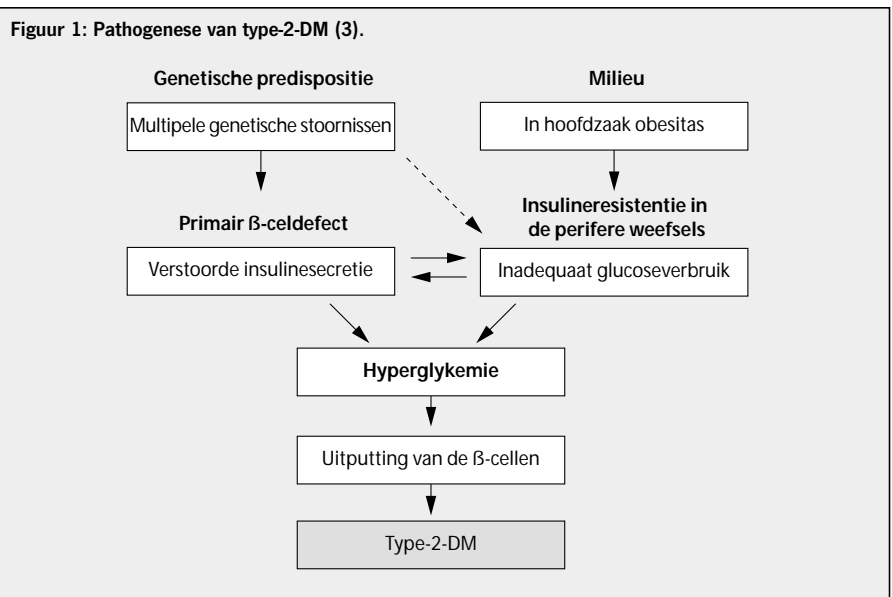 Figuur 1: Pathogenese van type-2-DM (3).
Genetische predispositie
Milieu
Multipele genetische stoornissen
In hoofdzaak obesitas
Primair ß-celdefect
Insulineresistentie in
de perifere weefsels
Verstoorde insulinesecretie
Inadequaat glucoseverbruik
Hyperglykemie
Uitputting van de ß-cellen
Type-2-DM